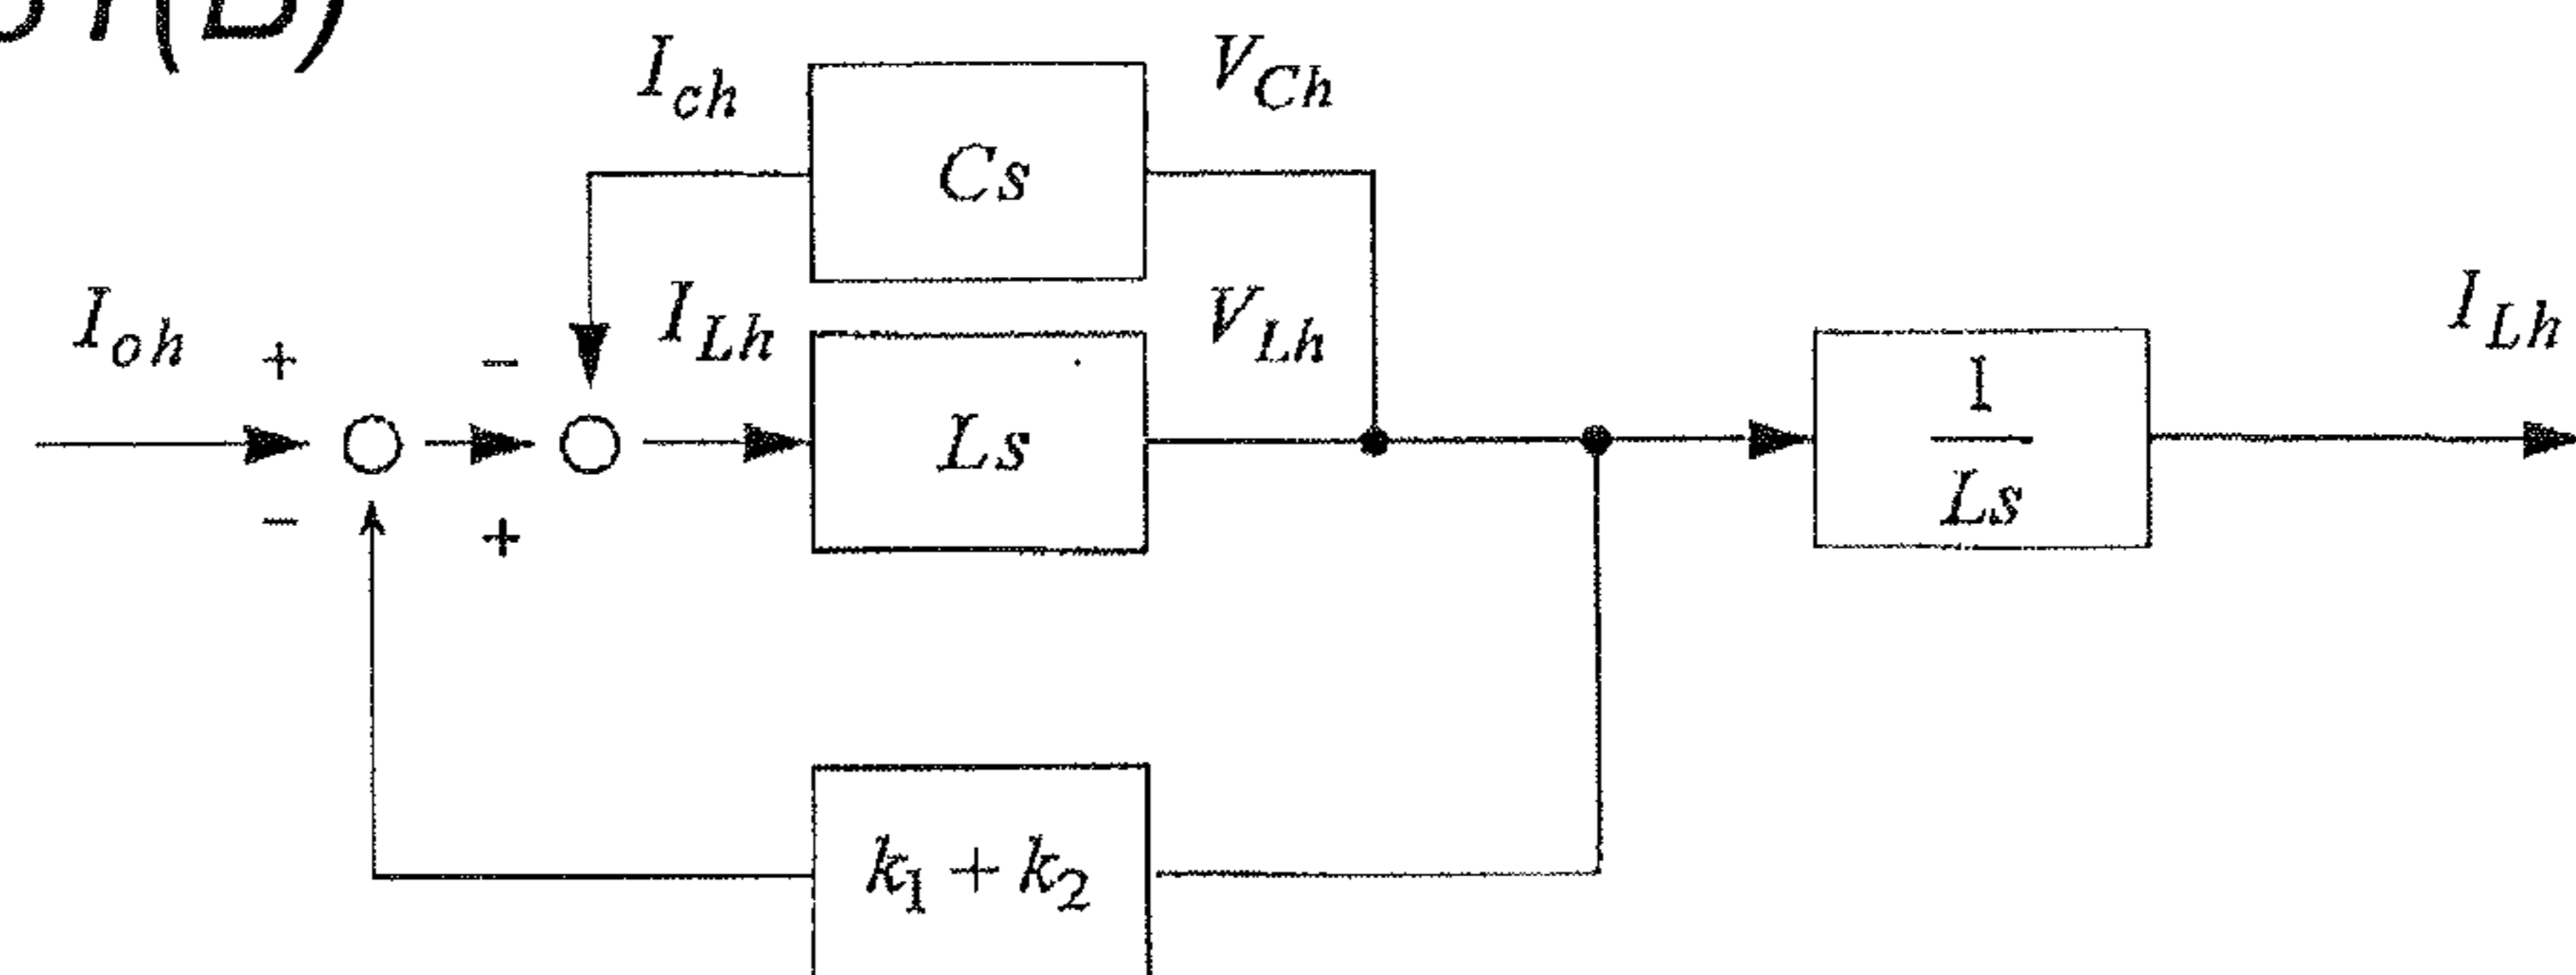 I_ch Cs V_Ch
I_oh + − I_Lh Ls V_Lh 1/Ls I_Lh
− +
k_1 + k_2